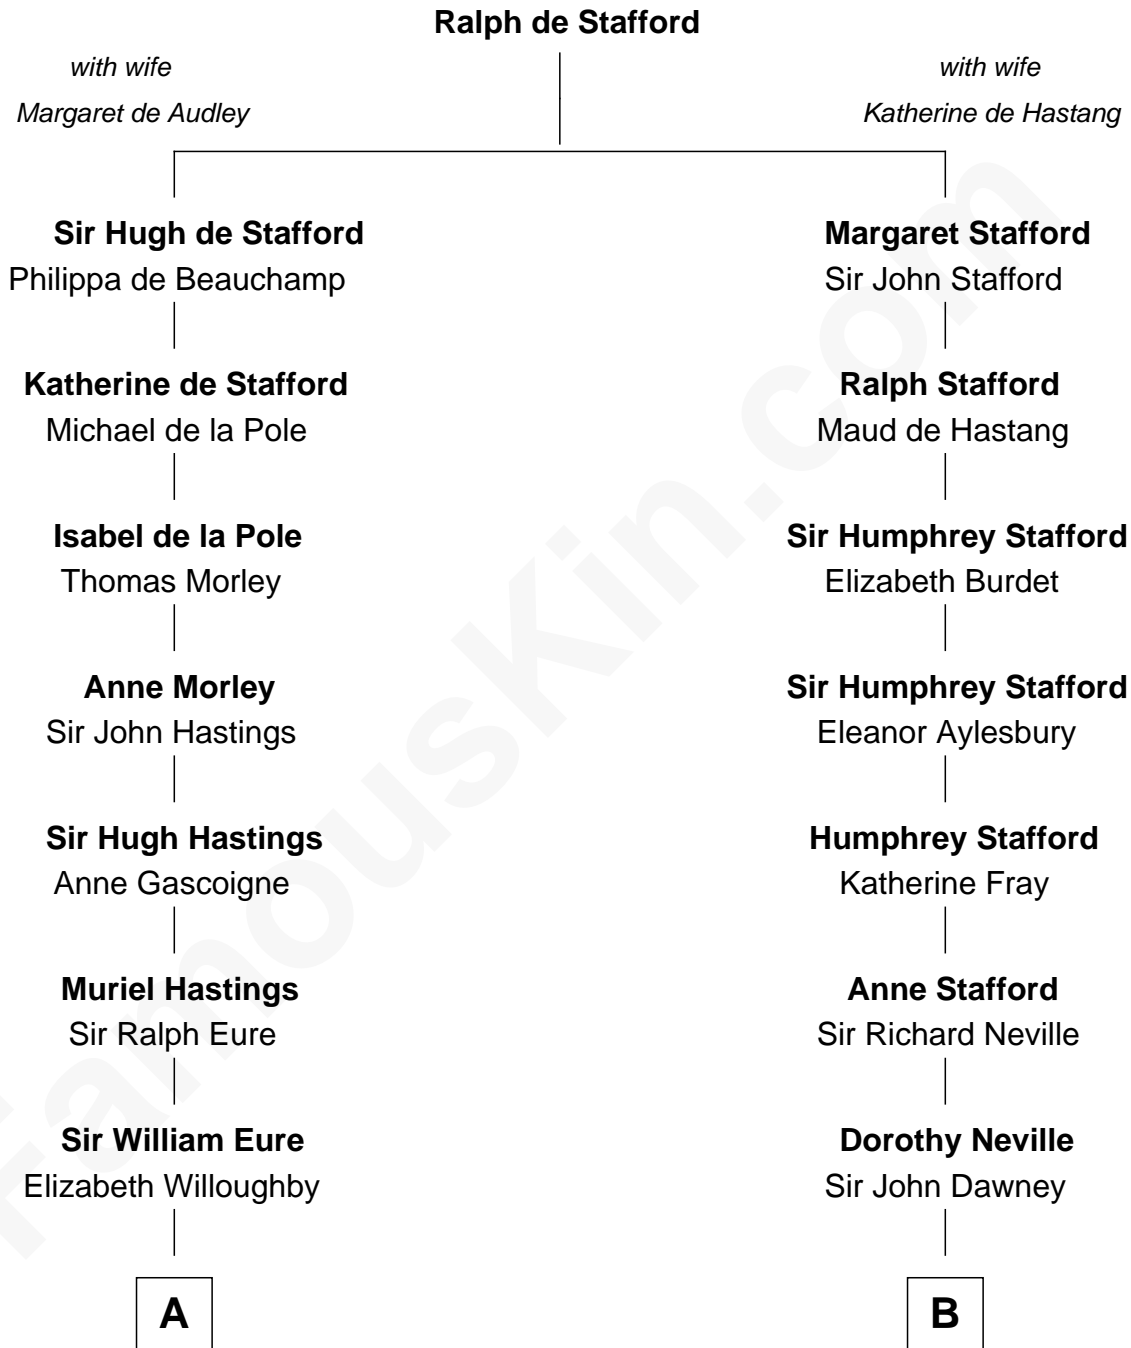 Ralph de Stafford
with wife
Margaret de Audley
with wife
Katherine de Hastang
Sir Hugh de Stafford
Philippa de Beauchamp
Margaret Stafford
Sir John Stafford
Katherine de Stafford
Michael de la Pole
Ralph Stafford
Maud de Hastang
Isabel de la Pole
Thomas Morley
Sir Humphrey Stafford
Elizabeth Burdet
Anne Morley
Sir John Hastings
Sir Humphrey Stafford
Eleanor Aylesbury
Sir Hugh Hastings
Anne Gascoigne
Humphrey Stafford
Katherine Fray
Muriel Hastings
Sir Ralph Eure
Anne Stafford
Sir Richard Neville
Sir William Eure
Elizabeth Willoughby
Dorothy Neville
Sir John Dawney
A
B
FamousKin.com